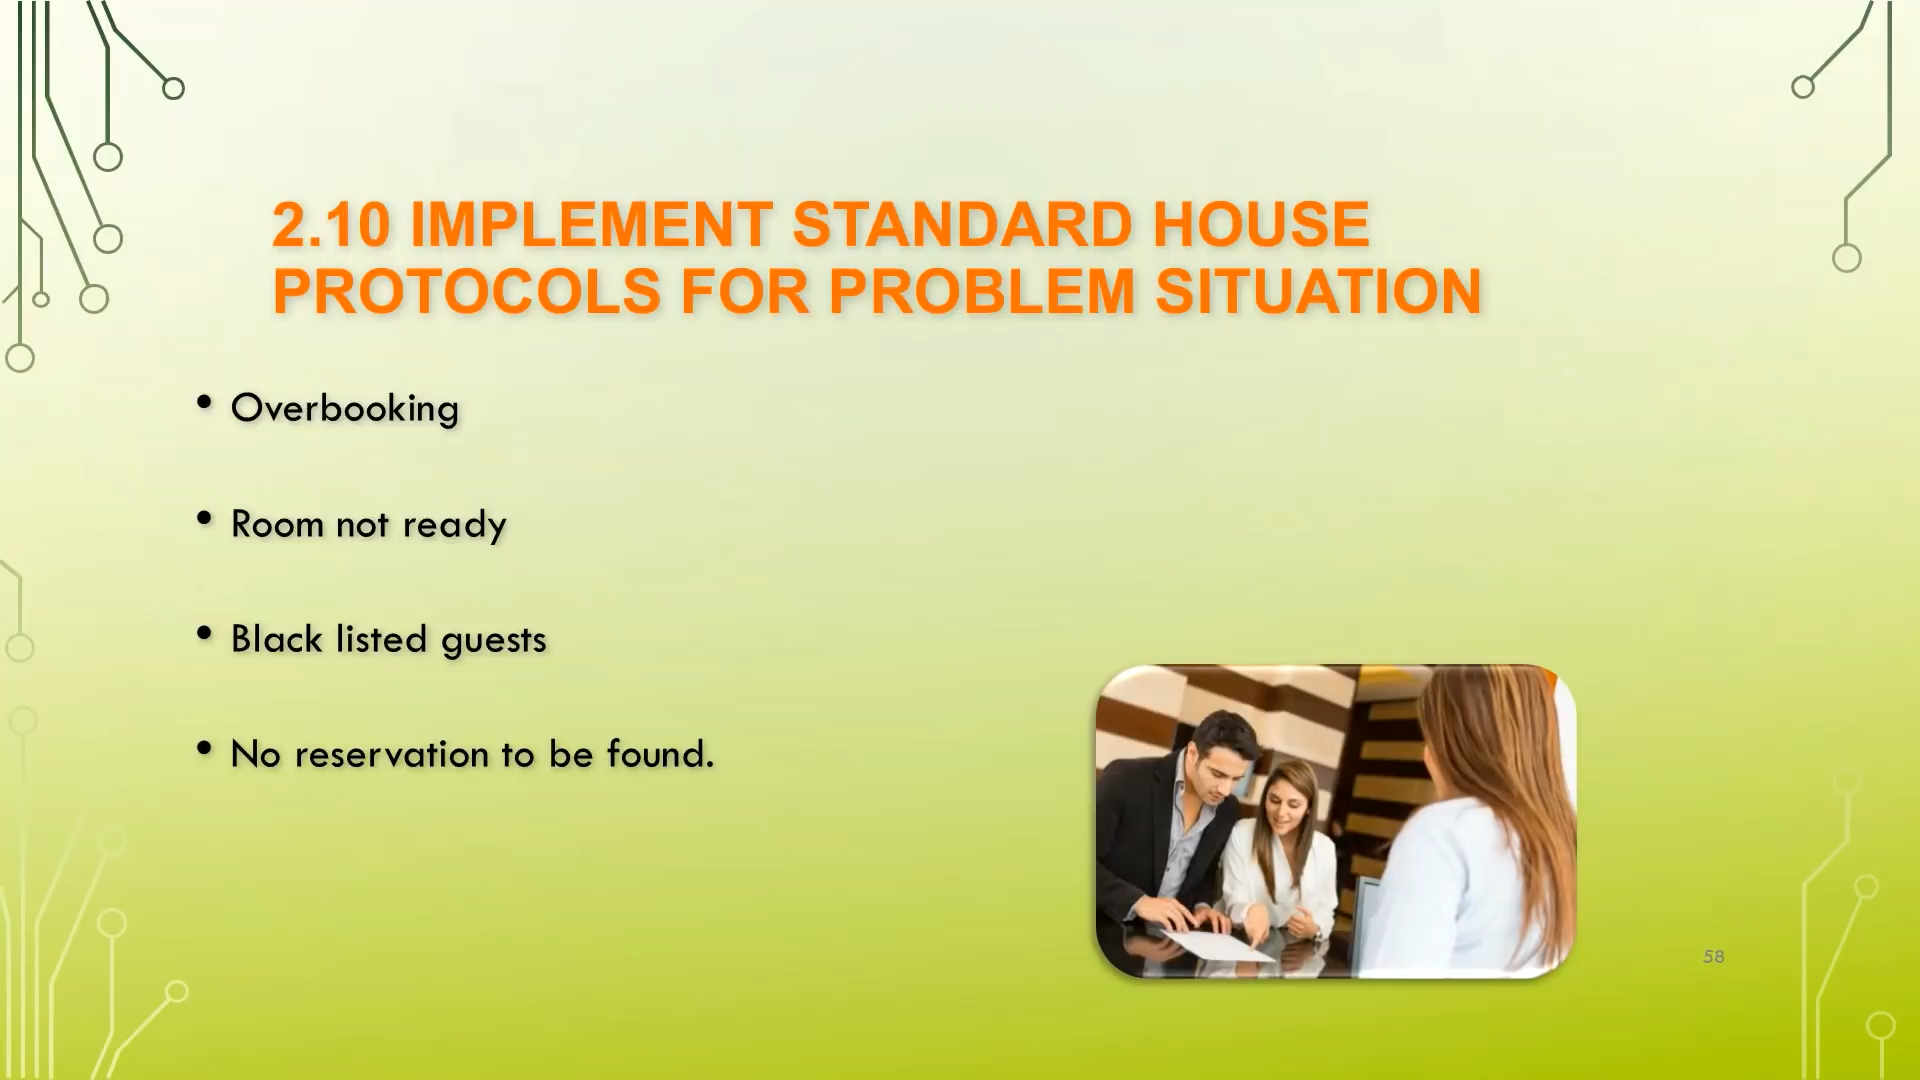 2.10 IMPLEMENT STANDARD HOUSE
PROTOCOLS FOR PROBLEM SITUATION
• Overbooking
• Room not ready
• Black listed guests
• No reservation to be found.
58